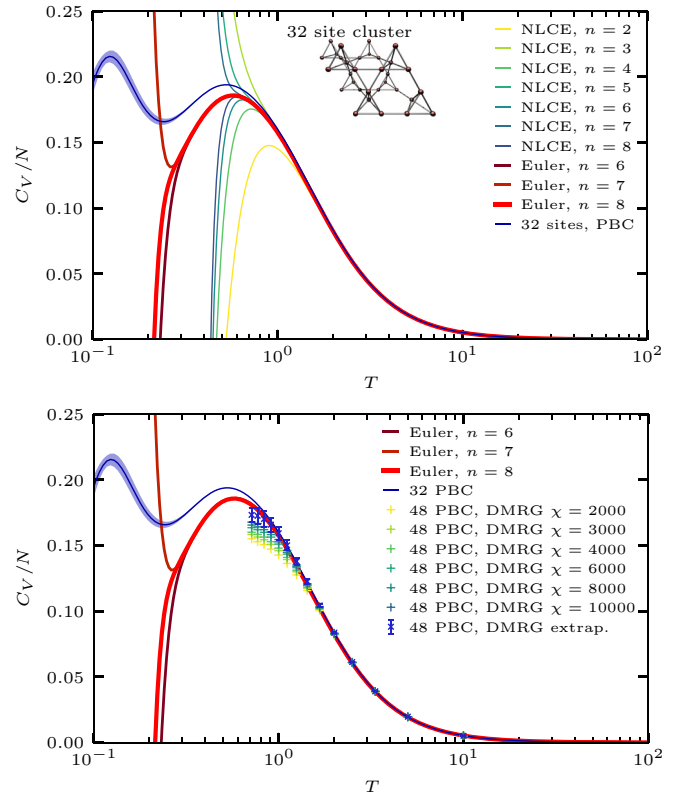 32 site cluster
NLCE, n = 2
NLCE, n = 3
NLCE, n = 4
NLCE, n = 5
NLCE, n = 6
NLCE, n = 7
NLCE, n = 8
Euler, n = 6
Euler, n = 7
Euler, n = 8
32 sites, PBC
0.25
0.20
0.15
0.10
0.05
0.00
C_V/N
10^{-1}
10^0
10^1
10^2
T
Euler, n = 6
Euler, n = 7
Euler, n = 8
32 PBC
48 PBC, DMRG χ = 2000
48 PBC, DMRG χ = 3000
48 PBC, DMRG χ = 4000
48 PBC, DMRG χ = 6000
48 PBC, DMRG χ = 8000
48 PBC, DMRG χ = 10000
48 PBC, DMRG extrap.
0.25
0.20
0.15
0.10
0.05
0.00
C_V/N
10^{-1}
10^0
10^1
10^2
T